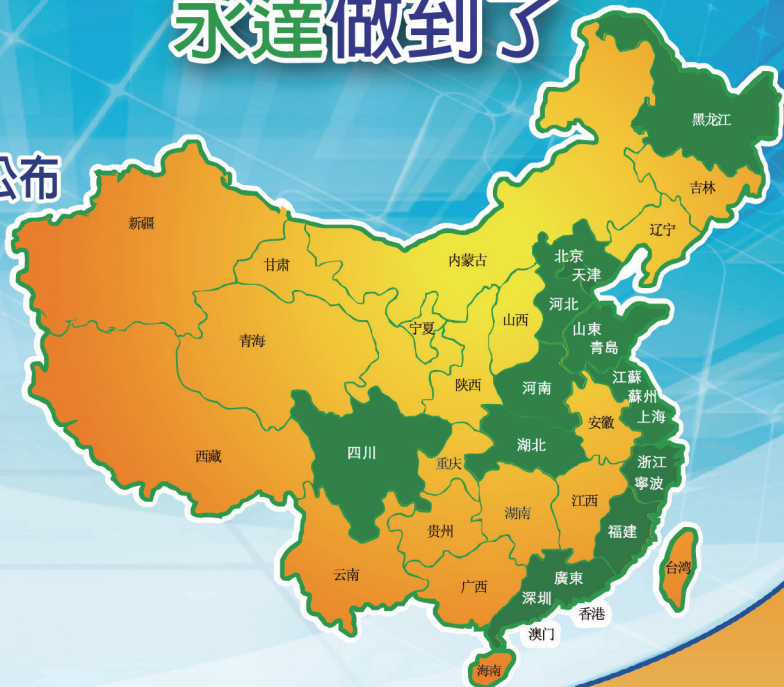 永達做到了
公布
黑龙江
吉林
新疆
辽宁
北京
内蒙古
甘肃
天津
河北
山西
宁夏
山東
青海
青島
江蘇
陕西
河南
蘇州
上海
安徽
湖北
四川
西藏
重庆
浙江
寧波
江西
湖南
贵州
福建
台湾
云南
廣東
广西
深圳
香港
澳门
海南